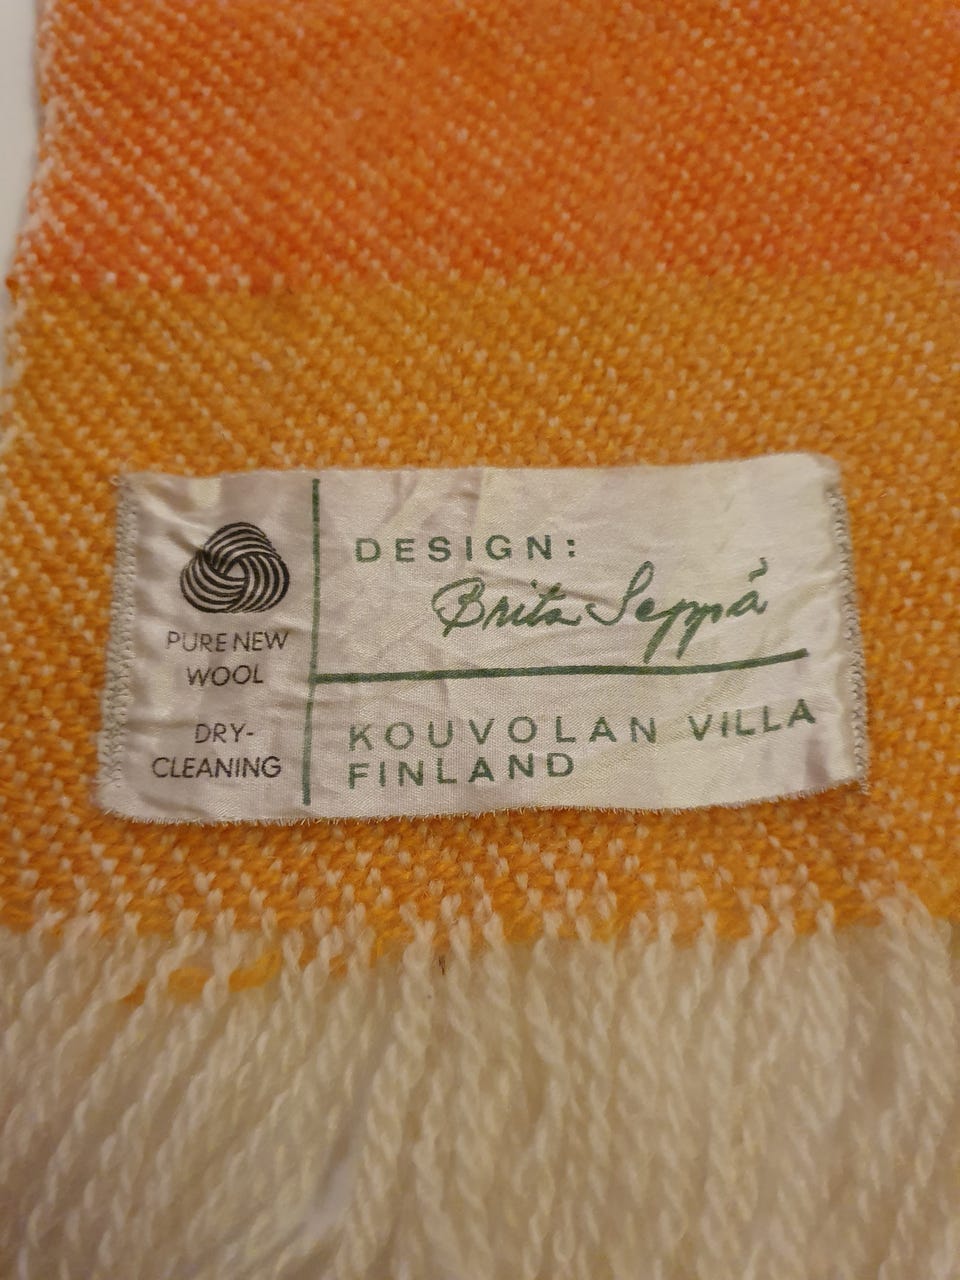 PURE NEW
WOOL
DRY-
CLEANING
DESIGN:
Brita Seppä
KOUVOLAN VILLA
FINLAND